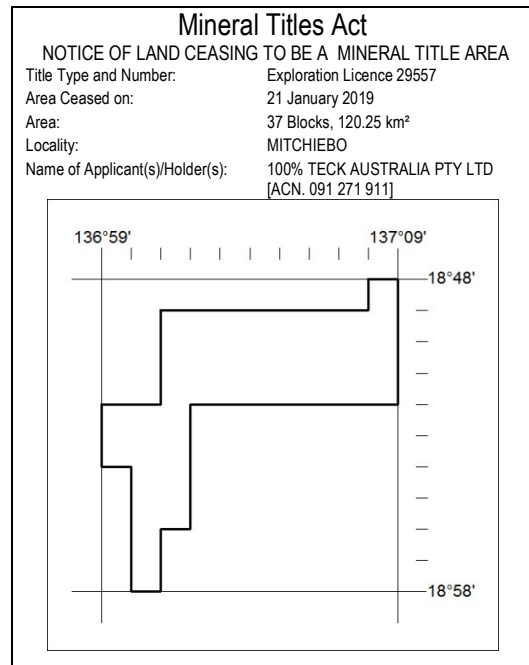 Mineral Titles Act
NOTICE OF LAND CEASING TO BE A MINERAL TITLE AREA
Title Type and Number: Exploration Licence 29557
Area Ceased on: 21 January 2019
Area: 37 Blocks, 120.25 km²
Locality: MITCHIEBO
Name of Applicant(s)/Holder(s): 100% TECK AUSTRALIA PTY LTD
[ACN. 091 271 911]
136°59' 137°09'
18°48'
18°58'